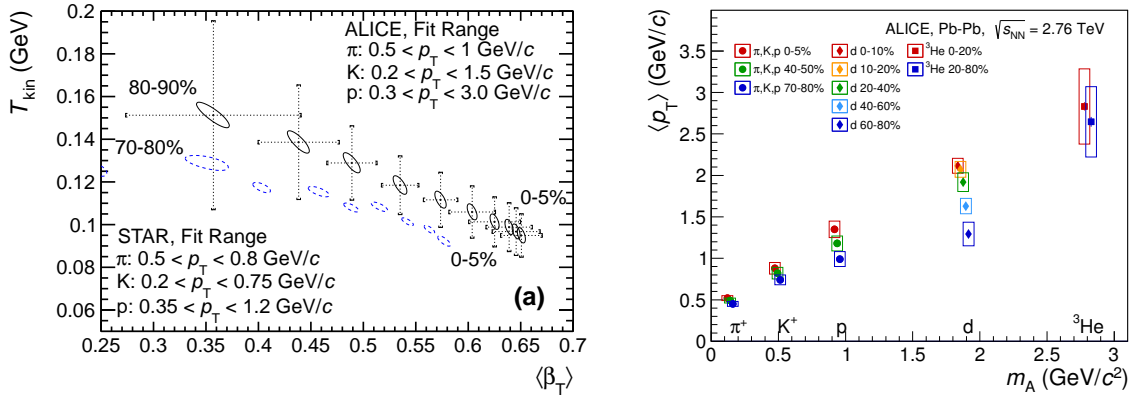 T_kin (GeV)
0.2
0.18
0.16
0.14
0.12
0.1
0.08
0.06
ALICE, Fit Range
π: 0.5 < p_T < 1 GeV/c
K: 0.2 < p_T < 1.5 GeV/c
p: 0.3 < p_T < 3.0 GeV/c
80-90%
70-80%
0-5%
0-5%
STAR, Fit Range
π: 0.5 < p_T < 0.8 GeV/c
K: 0.2 < p_T < 0.75 GeV/c
p: 0.35 < p_T < 1.2 GeV/c
(a)
0.25 0.3 0.35 0.4 0.45 0.5 0.55 0.6 0.65 0.7
⟨β_T⟩
⟨p_T⟩ (GeV/c)
3.5
3
2.5
2
1.5
1
0.5
0
ALICE, Pb-Pb, √s_NN = 2.76 TeV
π,K,p 0-5% d 0-10% ³He 0-20%
π,K,p 40-50% d 10-20% ³He 20-80%
π,K,p 70-80% d 20-40%
d 40-60%
d 60-80%
π⁺ K⁺ p d ³He
0 0.5 1 1.5 2 2.5 3
m_A (GeV/c²)